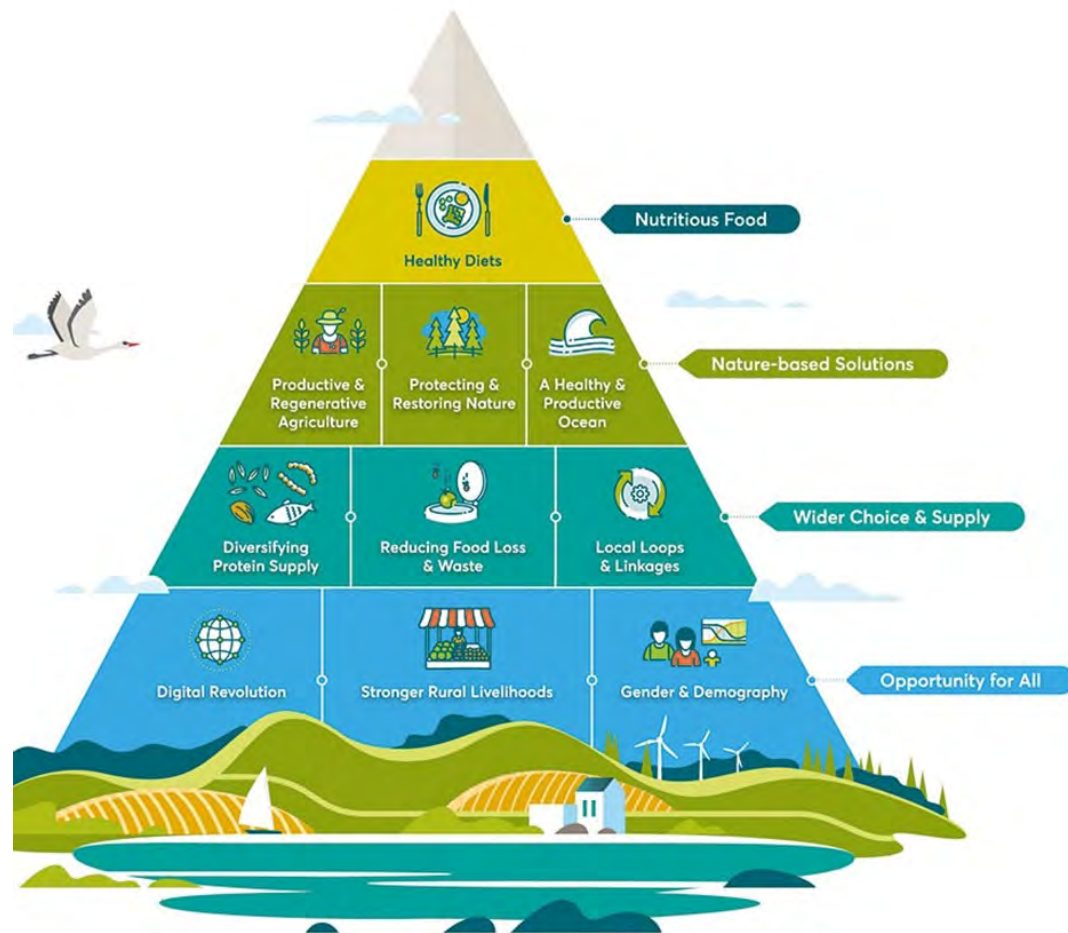 Healthy Diets
Nutritious Food
Productive &
Regenerative
Agriculture
Protecting &
Restoring Nature
A Healthy &
Productive
Ocean
Nature-based Solutions
Diversifying
Protein Supply
Reducing Food Loss
& Waste
Local Loops
& Linkages
Wider Choice & Supply
Digital Revolution
Stronger Rural Livelihoods
Gender & Demography
Opportunity for All